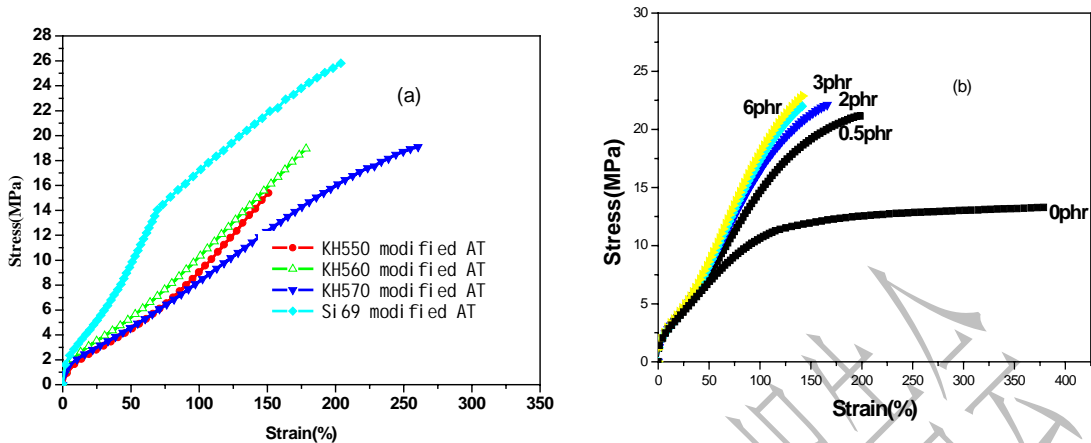 28
26
24
22
20
18
16
14
12
10
8
6
4
2
0
Stress(MPa)
(a)
KH550 modified AT
KH560 modified AT
KH570 modified AT
Si69 modified AT
0 50 100 150 200 250 300 350
Strain(%)
30
25
20
15
10
5
0
Stress(MPa)
(b)
3phr
6phr
2phr
0.5phr
0phr
0 50 100 150 200 250 300 350 400
Strain(%)